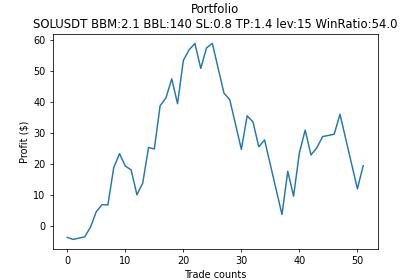 Portfolio
SOLUSDT BBM:2.1 BBL:140 SL:0.8 TP:1.4 lev:15 WinRatio:54.0
60
50
40
30
20
10
0
Profit ($)
0 10 20 30 40 50
Trade counts